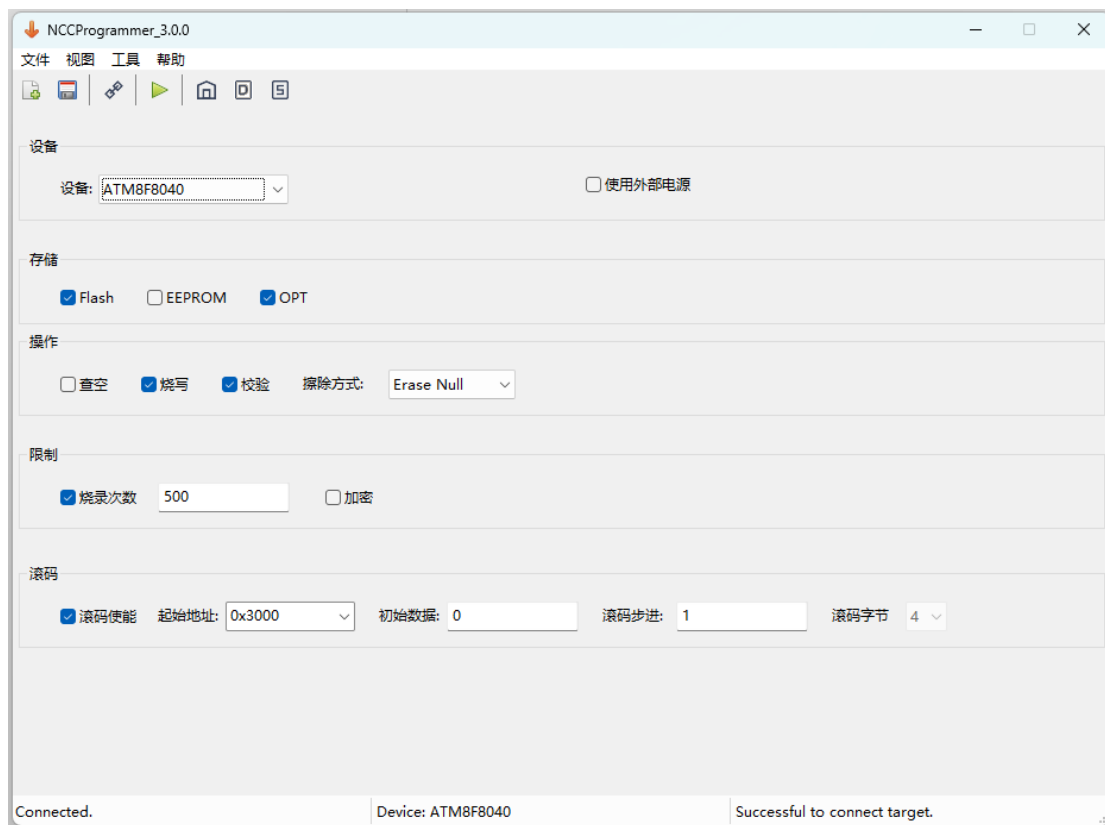 NCCProgrammer_3.0.0
文件 视图 工具 帮助
D S
设备
设备: ATM8F8040 使用外部电源
存储
Flash EEPROM OPT
操作
查空 烧写 校验 擦除方式: Erase Null
限制
烧录次数 500 加密
滚码
滚码使能 起始地址: 0x3000 初始数据: 0 滚码步进: 1 滚码字节 4
Connected. Device: ATM8F8040 Successful to connect target.